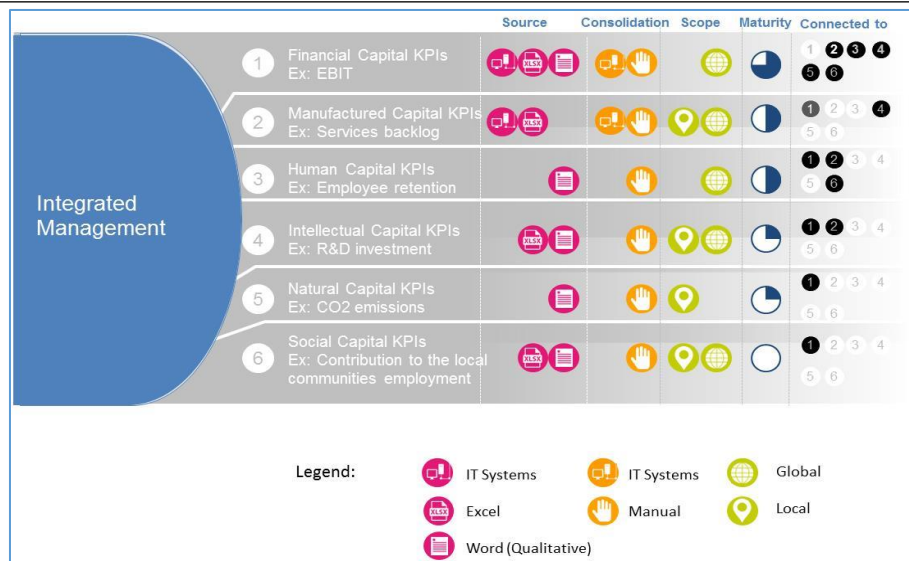 Source Consolidation Scope Maturity Connected to
1 Financial Capital KPIs
Ex: EBIT
XLSX
1 2 3 4
5 6
2 Manufactured Capital KPIs
Ex: Services backlog
XLSX
1 2 3 4
5 6
3 Human Capital KPIs
Ex: Employee retention
1 2 3 4
5 6
Integrated
Management
4 Intellectual Capital KPIs
Ex: R&D investment
XLSX
1 2 3 4
5 6
5 Natural Capital KPIs
Ex: CO2 emissions
1 2 3 4
5 6
6 Social Capital KPIs
Ex: Contribution to the local
communities employment
XLSX
1 2 3 4
5 6
Legend:
IT Systems IT Systems Global
XLSX Excel Manual Local
Word (Qualitative)